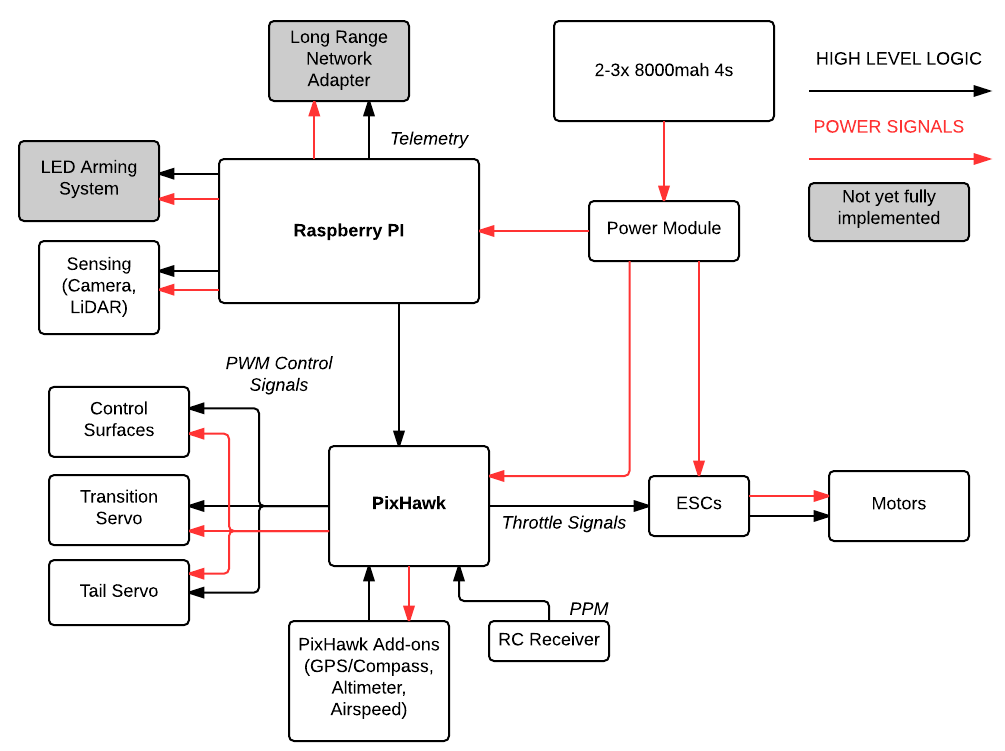 Long Range
Network
Adapter
2-3x 8000mah 4s
HIGH LEVEL LOGIC
POWER SIGNALS
Not yet fully
implemented
Telemetry
LED Arming
System
Raspberry PI
Power Module
Sensing
(Camera,
LiDAR)
PWM Control
Signals
Control
Surfaces
Transition
Servo
Tail Servo
PixHawk
Throttle Signals
ESCs
Motors
PPM
RC Receiver
PixHawk Add-ons
(GPS/Compass,
Altimeter,
Airspeed)